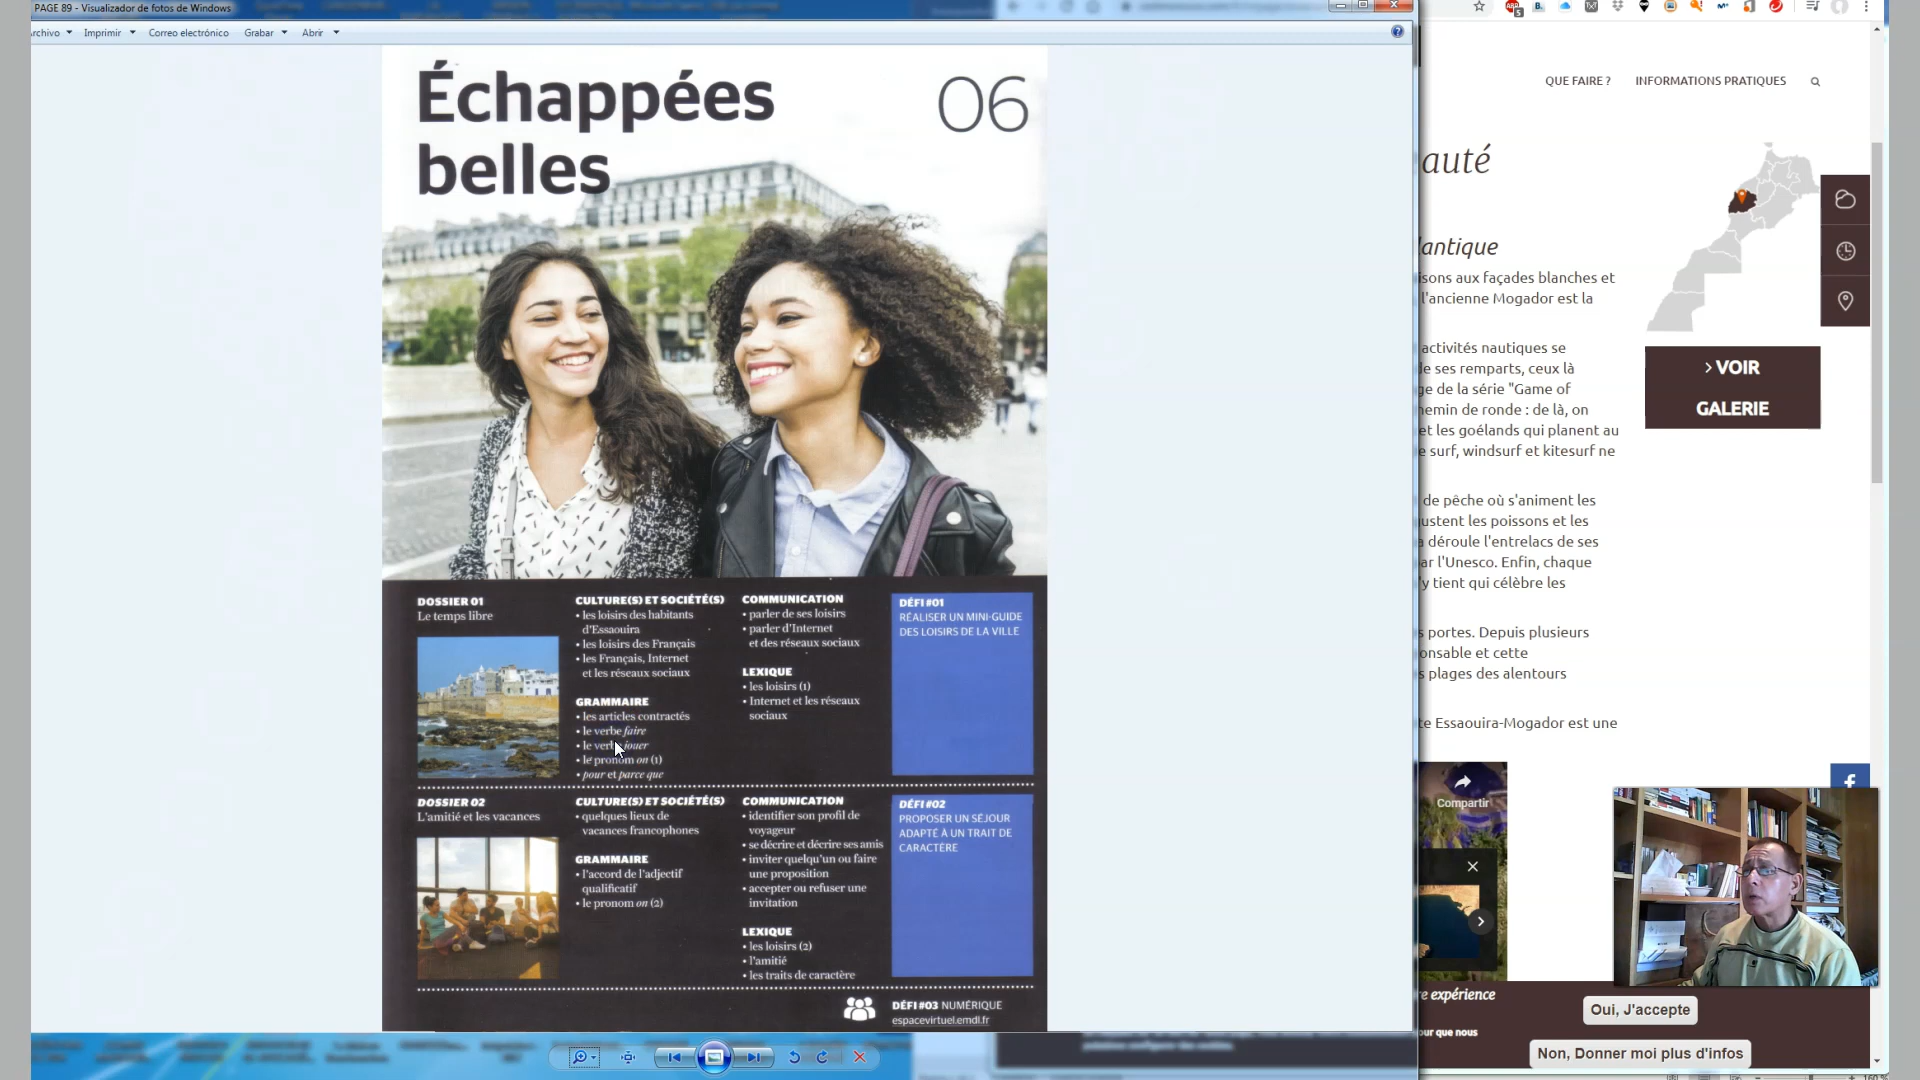 PAGE 89 - Visualizador de fotos de Windows
rchivo Imprimir Correo electrónico Grabar Abrir
Échappées
belles
06
DOSSIER 01
Le temps libre
CULTURE(S) ET SOCIÉTÉ(S)
• les loisirs des habitants
d'Essaouira
• les loisirs des Français
• les Français, Internet
et les réseaux sociaux
GRAMMAIRE
• les articles contractés
• le verbe faire
• le verbe jouer
• le pronom on (1)
• pour et parce que
COMMUNICATION
• parler de ses loisirs
• parler d'Internet
et des réseaux sociaux
LEXIQUE
• les loisirs (1)
• Internet et les réseaux
sociaux
DÉFI #01
RÉALISER UN MINI-GUIDE
DES LOISIRS DE LA VILLE
DOSSIER 02
L'amitié et les vacances
CULTURE(S) ET SOCIÉTÉ(S)
• quelques lieux de
vacances francophones
GRAMMAIRE
• l'accord de l'adjectif
qualificatif
• le pronom on (2)
COMMUNICATION
• identifier son profil de
voyageur
• se décrire et décrire ses amis
• inviter quelqu'un ou faire
une proposition
• accepter ou refuser une
invitation
LEXIQUE
• les loisirs (2)
• l'amitié
• les traits de caractère
DÉFI #02
PROPOSER UN SÉJOUR
ADAPTÉ À UN TRAIT DE
CARACTÈRE
DÉFI #03 NUMÉRIQUE
espacevirtuel.emdl.fr
QUE FAIRE ? INFORMATIONS PRATIQUES
auté
lantique
isons aux façades blanches et
l'ancienne Mogador est la
activités nautiques se
de ses remparts, ceux là
ge de la série "Game of
hemin de ronde : de là, on
et les goélands qui planent au
e surf, windsurf et kitesurf ne
de pêche où s'animent les
ustent les poissons et les
a déroule l'entrelacs de ses
ar l'Unesco. Enfin, chaque
'y tient qui célèbre les
s portes. Depuis plusieurs
onsable et cette
s plages des alentours
te Essaouira-Mogador est une
> VOIR
GALERIE
Compartir
re expérience
our que nous
Oui, J'accepte
Non, Donner moi plus d'infos
160 %